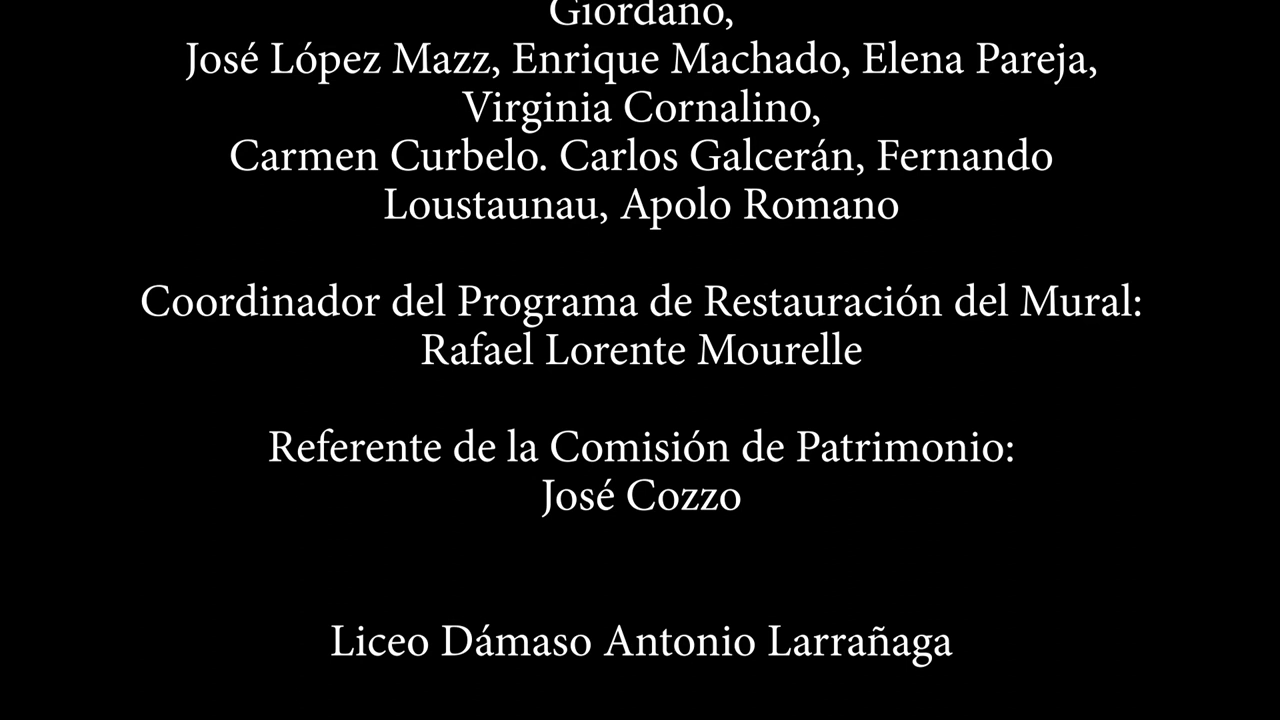 Giordano,
José López Mazz, Enrique Machado, Elena Pareja,
Virginia Cornalino,
Carmen Curbelo. Carlos Galcerán, Fernando
Loustaunau, Apolo Romano
Coordinador del Programa de Restauración del Mural:
Rafael Lorente Mourelle
Referente de la Comisión de Patrimonio:
José Cozzo
Liceo Dámaso Antonio Larrañaga